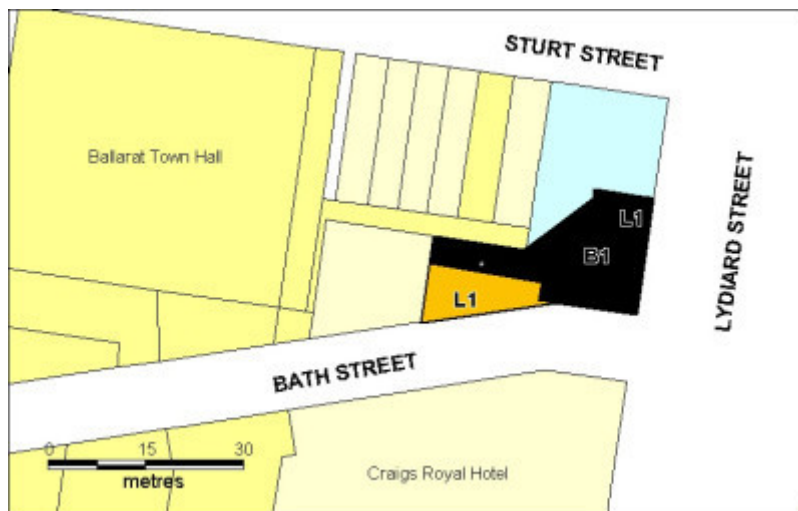 STURT STREET
Ballarat Town Hall
LYDIARD STREET
L1
B1
L1
BATH STREET
0 15 30
metres
Craigs Royal Hotel